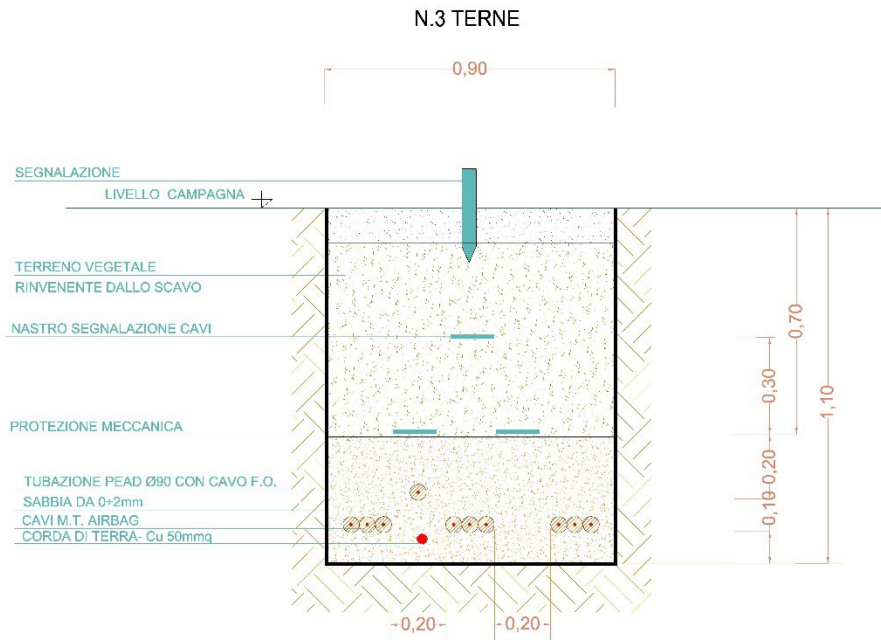 N.3 TERNE
0,90
SEGNALAZIONE
LIVELLO CAMPAGNA
TERRENO VEGETALE
RINVENENTE DALLO SCAVO
NASTRO SEGNALAZIONE CAVI
0,70
0,30
1,10
PROTEZIONE MECCANICA
0,20
TUBAZIONE PEAD Ø90 CON CAVO F.O.
SABBIA DA 0÷2mm
0,10
CAVI M.T. AIRBAG
CORDA DI TERRA- Cu 50mmq
0,20
0,20